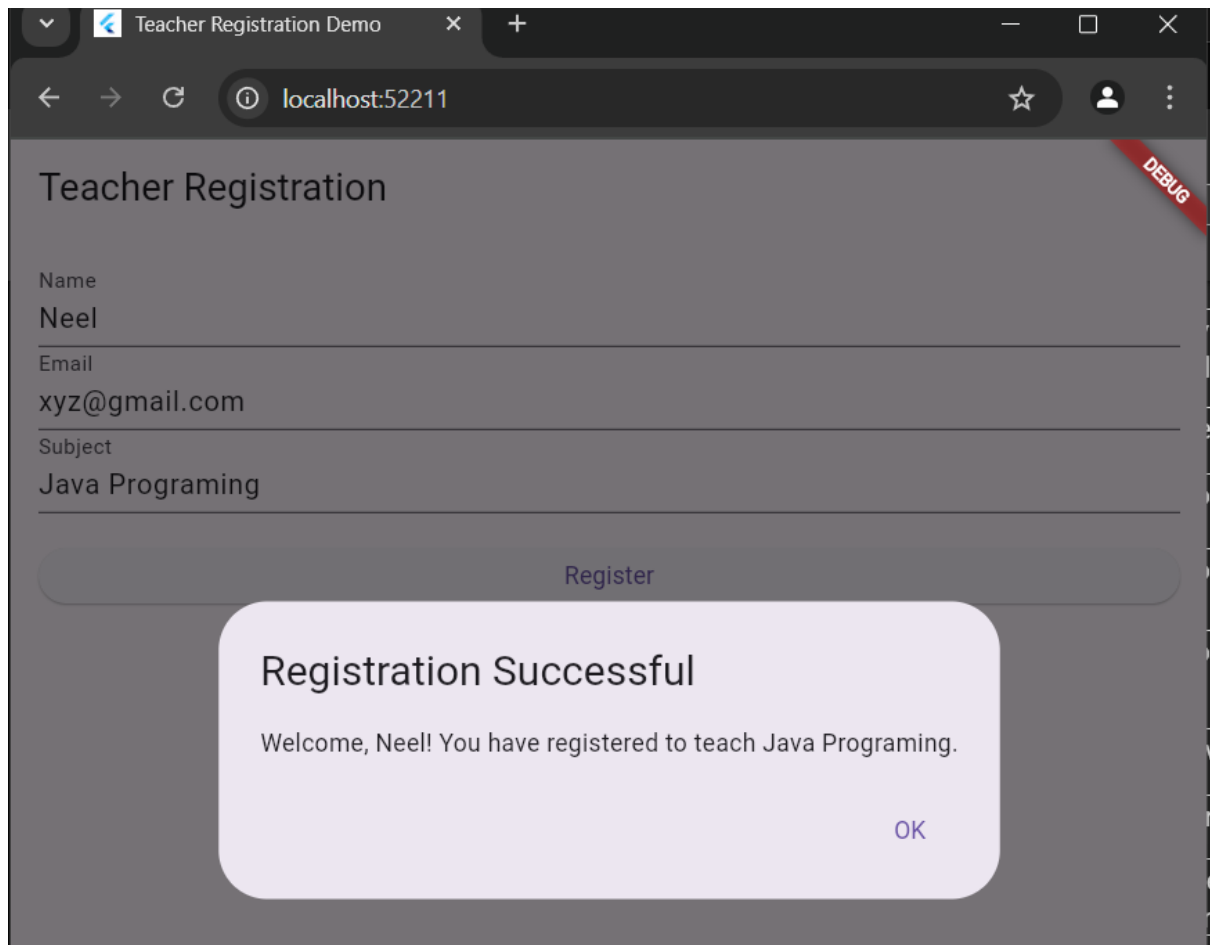 Teacher Registration Demo
localhost:52211
DEBUG
Teacher Registration
Name
Neel
Email
xyz@gmail.com
Subject
Java Programing
Register
Registration Successful
Welcome, Neel! You have registered to teach Java Programing.
OK